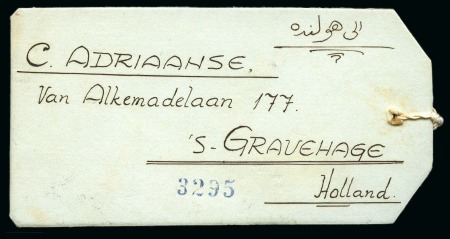 الى هولنده
C. ADRIAAHSE.
Van Alkemadelaan 177.
'S-GRAVEHAGE
3295
Holland.